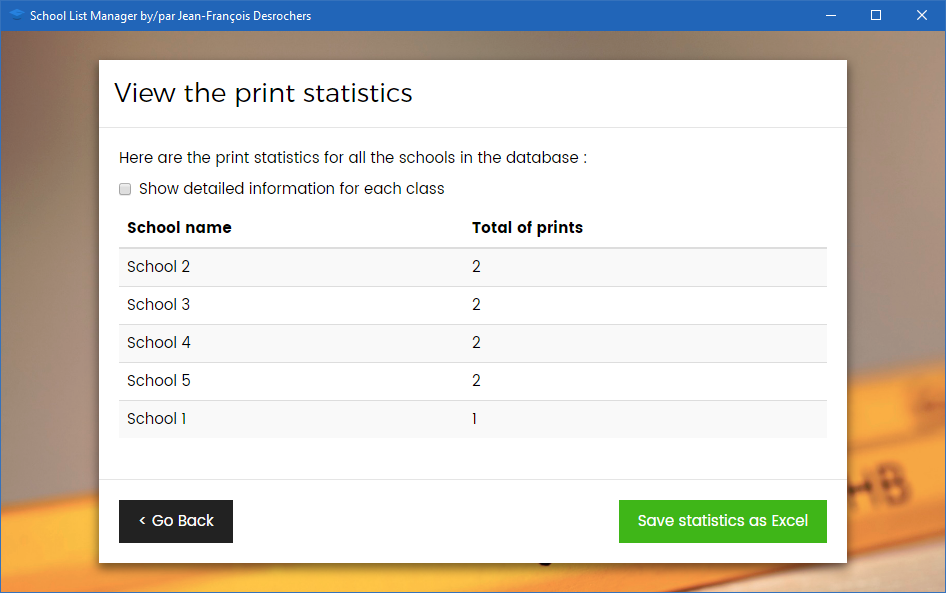 School List Manager by/par Jean-François Desrochers
View the print statistics
Here are the print statistics for all the schools in the database :
Show detailed information for each class
School name Total of prints
School 2 2
School 3 2
School 4 2
School 5 2
School 1 1
HB
< Go Back Save statistics as Excel